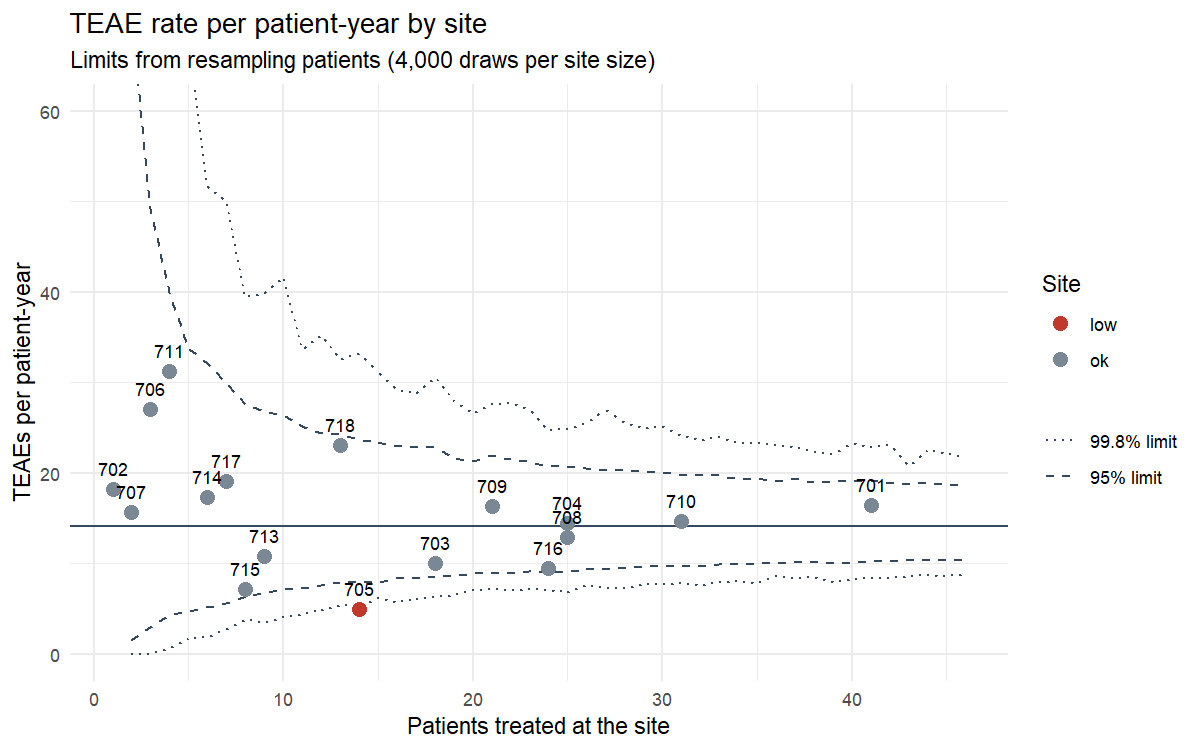 TEAE rate per patient-year by site
Limits from resampling patients (4,000 draws per site size)
TEAEs per patient-year
60
40
20
0
711
706
718
702
707
714
717
709
704
708
710
701
713
703
716
715
705
0
10
20
30
40
Patients treated at the site
Site
low
ok
99.8% limit
95% limit